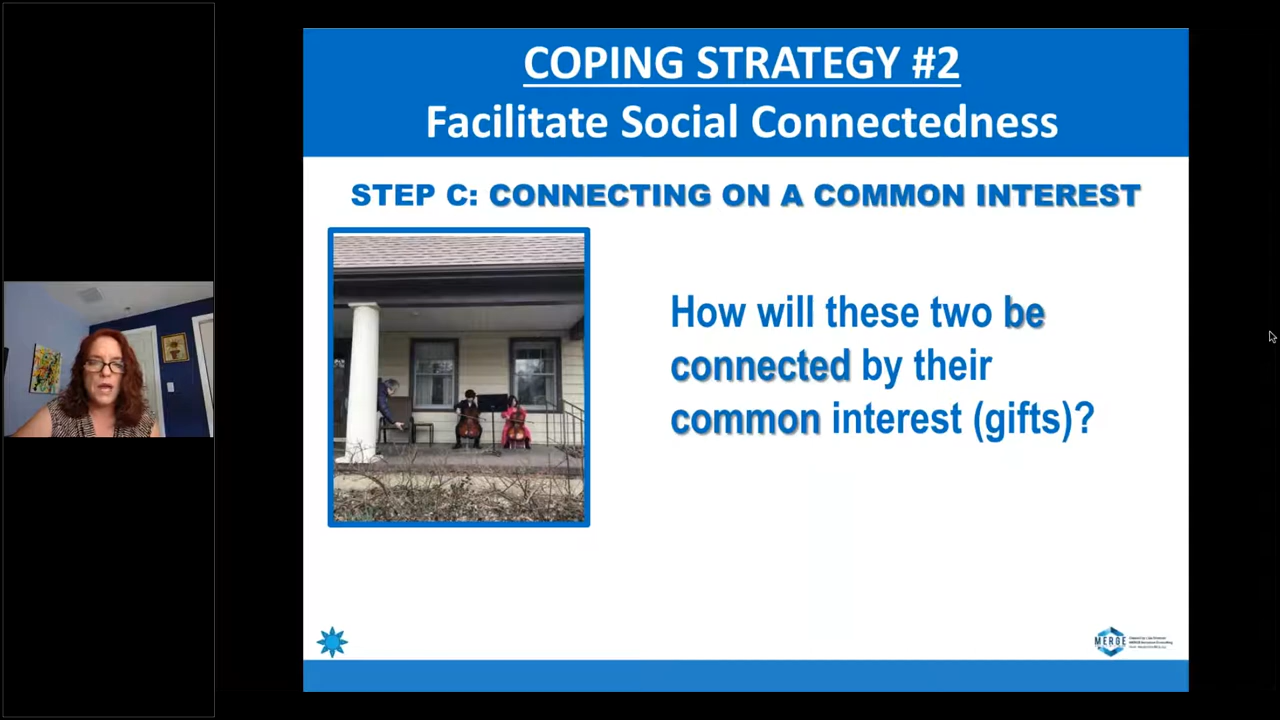 COPING STRATEGY #2
Facilitate Social Connectedness
STEP C: CONNECTING ON A COMMON INTEREST
How will these two be
connected by their
common interest (gifts)?
MERGE